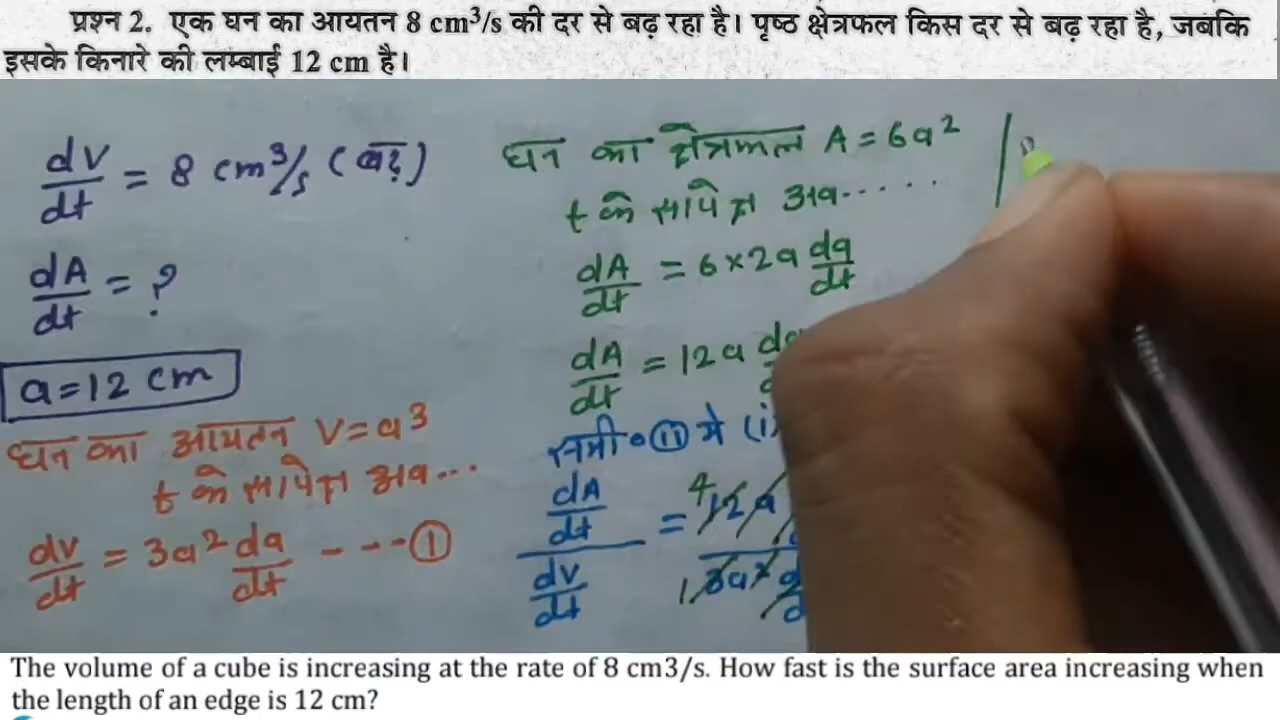 प्रश्न 2. एक घन का आयतन 8 cm³/s की दर से बढ़ रहा है। पृष्ठ क्षेत्रफल किस दर से बढ़ रहा है, जबकि
इसके किनारे की लम्बाई 12 cm है।
dv/dt = 8 cm³/s (बढ़े)
dA/dt = ?
a=12 cm
घन का आयतन V=a³
t के सापेक्ष अव...
dv/dt = 3a² da/dt - - - ①
घन का क्षेत्रफल A = 6a²
t के सापेक्ष अव.....
dA/dt = 6×2a da/dt
dA/dt = 12a
समी० ⑪ में (i)
dA/dt / dv/dt = 4 12a / 1 3a²
The volume of a cube is increasing at the rate of 8 cm3/s. How fast is the surface area increasing when
the length of an edge is 12 cm?